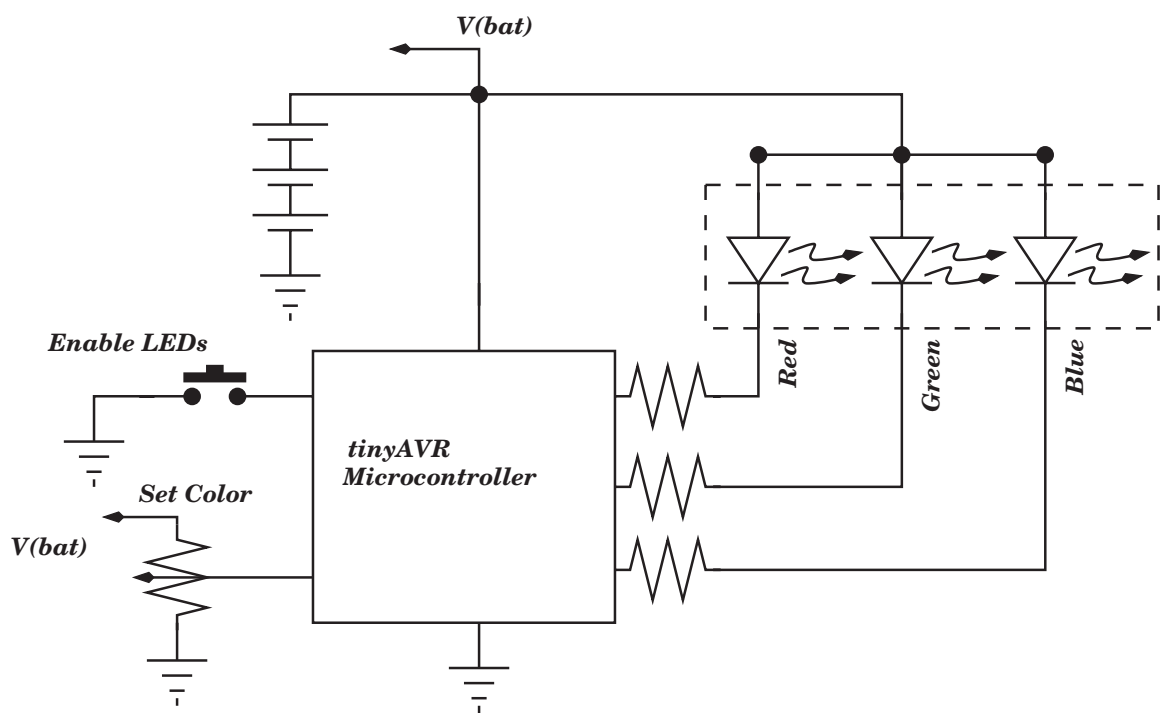 V(bat)
Enable LEDs
Red
Green
Blue
tinyAVR
Microcontroller
Set Color
V(bat)